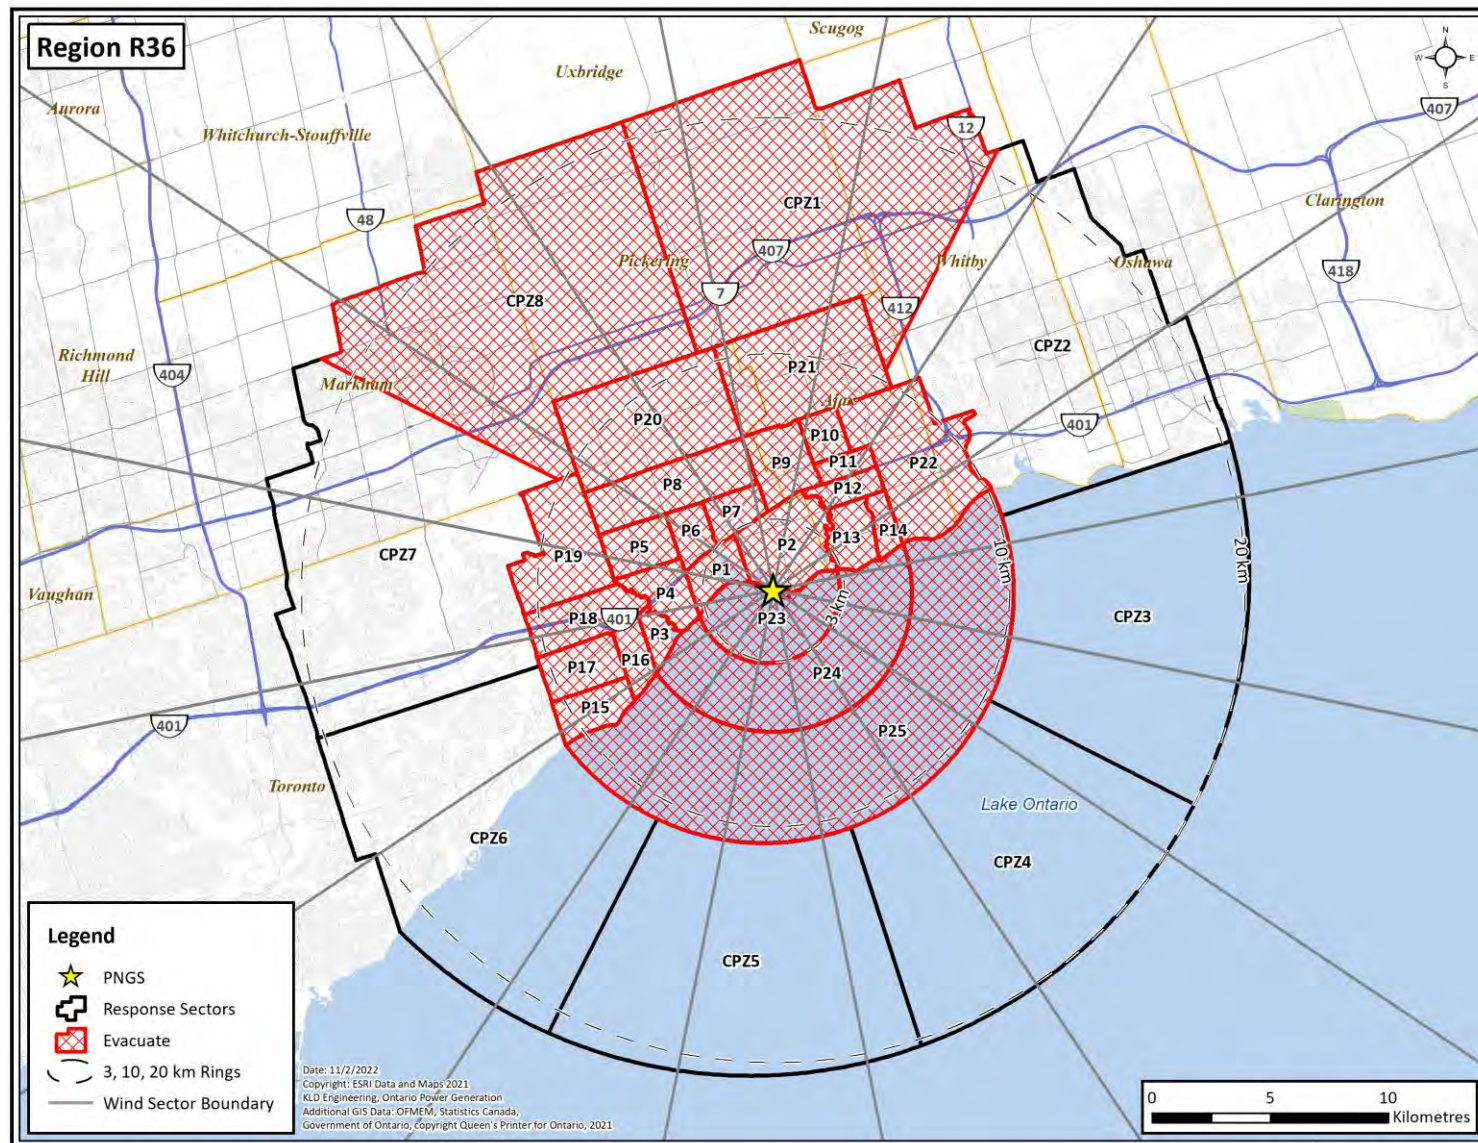 Region R36
Scugog
Uxbridge
N
W
E
S
Aurora
Whitchurch-Stouffville
12
407
48
CPZ1
Clarington
407
Pickering
Whitby
Oshawa
418
7
CPZ8
412
Richmond
Hill
404
CPZ2
Markham
P21
Ajax
P20
401
P10
P9
P11
P22
P8
P12
P7
P6
P14
P13
P5
P2
CPZ7
P19
10 km
20 km
P1
Vaughan
P4
3 km
P18
401
P23
CPZ3
P3
P16
P17
P24
P15
401
P25
Toronto
Lake Ontario
CPZ6
CPZ4
CPZ5
Legend
PNGS
Response Sectors
Evacuate
3, 10, 20 km Rings
Wind Sector Boundary
Date: 11/2/2022
Copyright: ESRI Data and Maps 2021
KLD Engineering, Ontario Power Generation
Additional GIS Data: OFMEM, Statistics Canada,
Government of Ontario, copyright Queen's Printer for Ontario, 2021
0 5 10
Kilometres